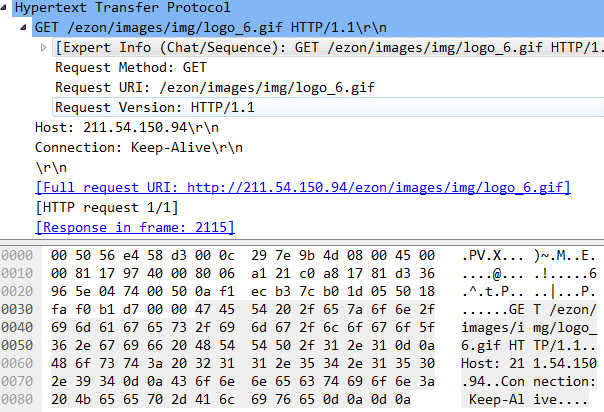 Hypertext Transfer Protocol
GET /ezon/images/img/logo_6.gif HTTP/1.1\r\n
[Expert Info (Chat/Sequence): GET /ezon/images/img/logo_6.gif HTTP/1.
Request Method: GET
Request URI: /ezon/images/img/logo_6.gif
Request Version: HTTP/1.1
Host: 211.54.150.94\r\n
Connection: Keep-Alive\r\n
\r\n
[Full request URI: http://211.54.150.94/ezon/images/img/logo_6.gif]
[HTTP request 1/1]
[Response in frame: 2115]
0000 00 50 56 e4 58 d3 00 0c 29 7e 9b 4d 08 00 45 00 .PV.X... )~.M..E.
0010 00 81 17 97 40 00 80 06 a1 21 c0 a8 17 81 d3 36 ....@... .!.....6
0020 96 5e 04 74 00 50 0a f1 ec b3 7c b0 1d 05 50 18 .^.t.P.. ..|...P.
0030 fa f0 b1 d7 00 00 47 45 54 20 2f 65 7a 6f 6e 2f ......GE T /ezon/
0040 69 6d 61 67 65 73 2f 69 6d 67 2f 6c 6f 67 6f 5f images/i mg/logo_
0050 36 2e 67 69 66 20 48 54 54 50 2f 31 2e 31 0d 0a 6.gif HT TP/1.1..
0060 48 6f 73 74 3a 20 32 31 31 2e 35 34 2e 31 35 30 Host: 21 1.54.150
0070 2e 39 34 0d 0a 43 6f 6e 6e 65 63 74 69 6f 6e 3a .94..Con nection:
0080 20 4b 65 65 70 2d 41 6c 69 76 65 0d 0a 0d 0a Keep-Al ive....